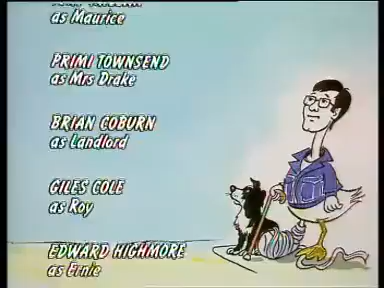 as Maurice
PRIMI TOWNSEND
as Mrs Drake
BRIAN COBURN
as Landlord
GILES COLE
as Roy
EDWARD HIGHMORE
as Ernie